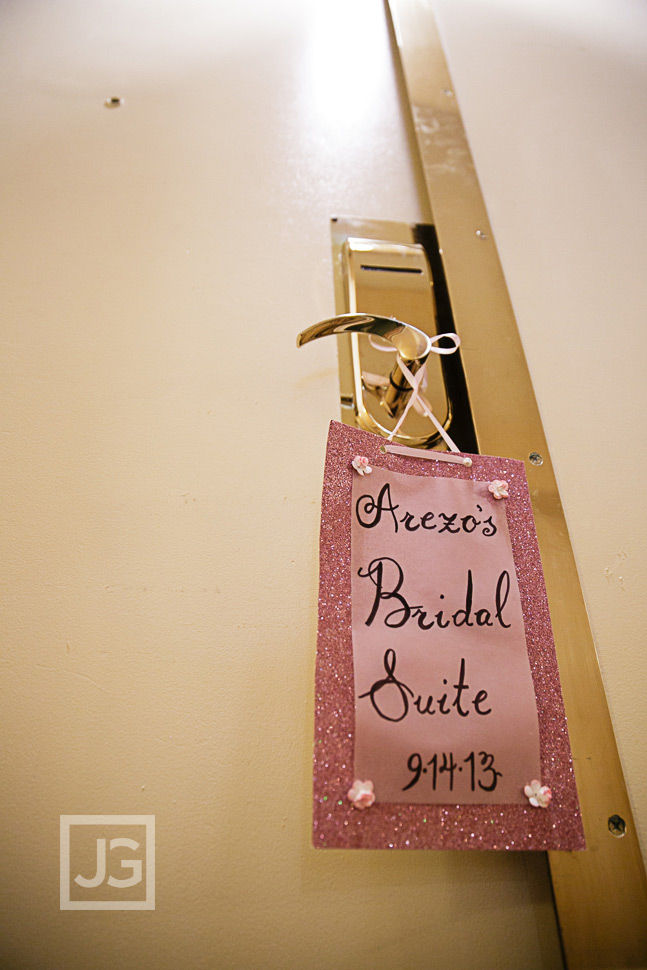 Arezo's
Bridal
Suite
9.14.13
JG